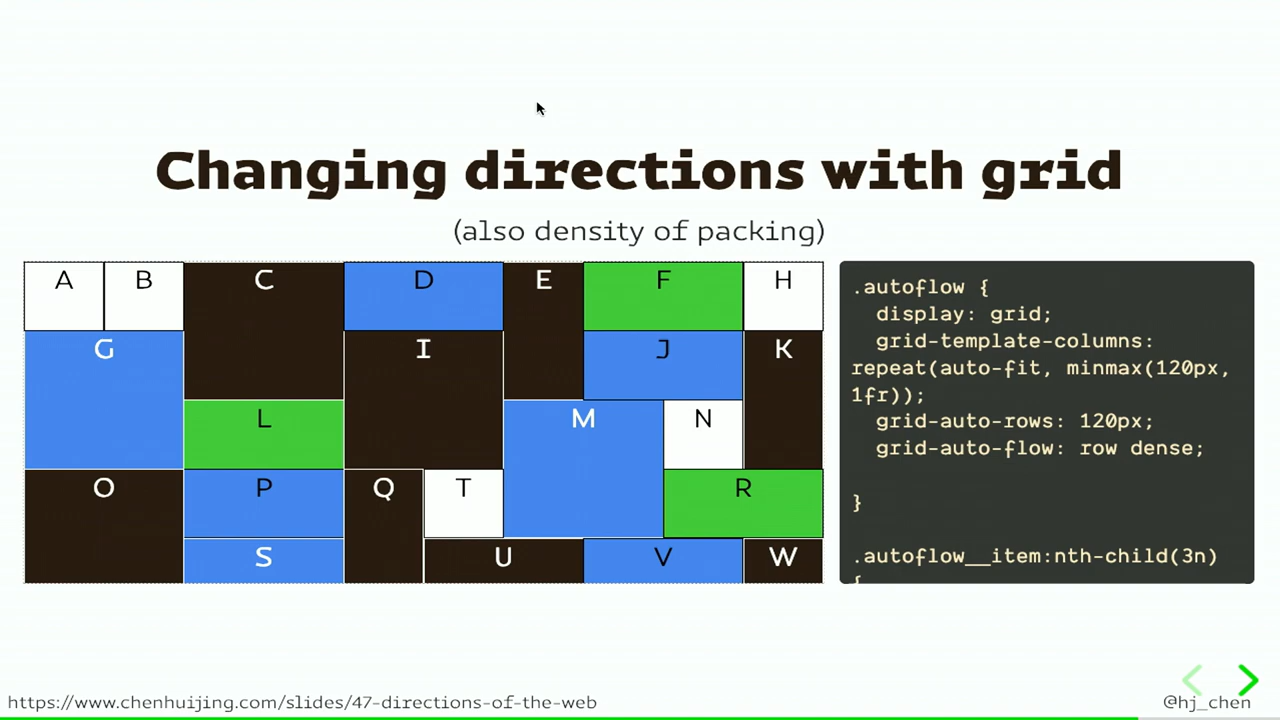 Changing directions with grid
(also density of packing)
A B C D E F H
G I J K
L M N
O P Q T R
S U V W
.autoflow {
display: grid;
grid-template-columns:
repeat(auto-fit, minmax(120px,
1fr));
grid-auto-rows: 120px;
grid-auto-flow: row dense;
}
.autoflow__item:nth-child(3n)
{
https://www.chenhuijing.com/slides/47-directions-of-the-web
@hj_chen